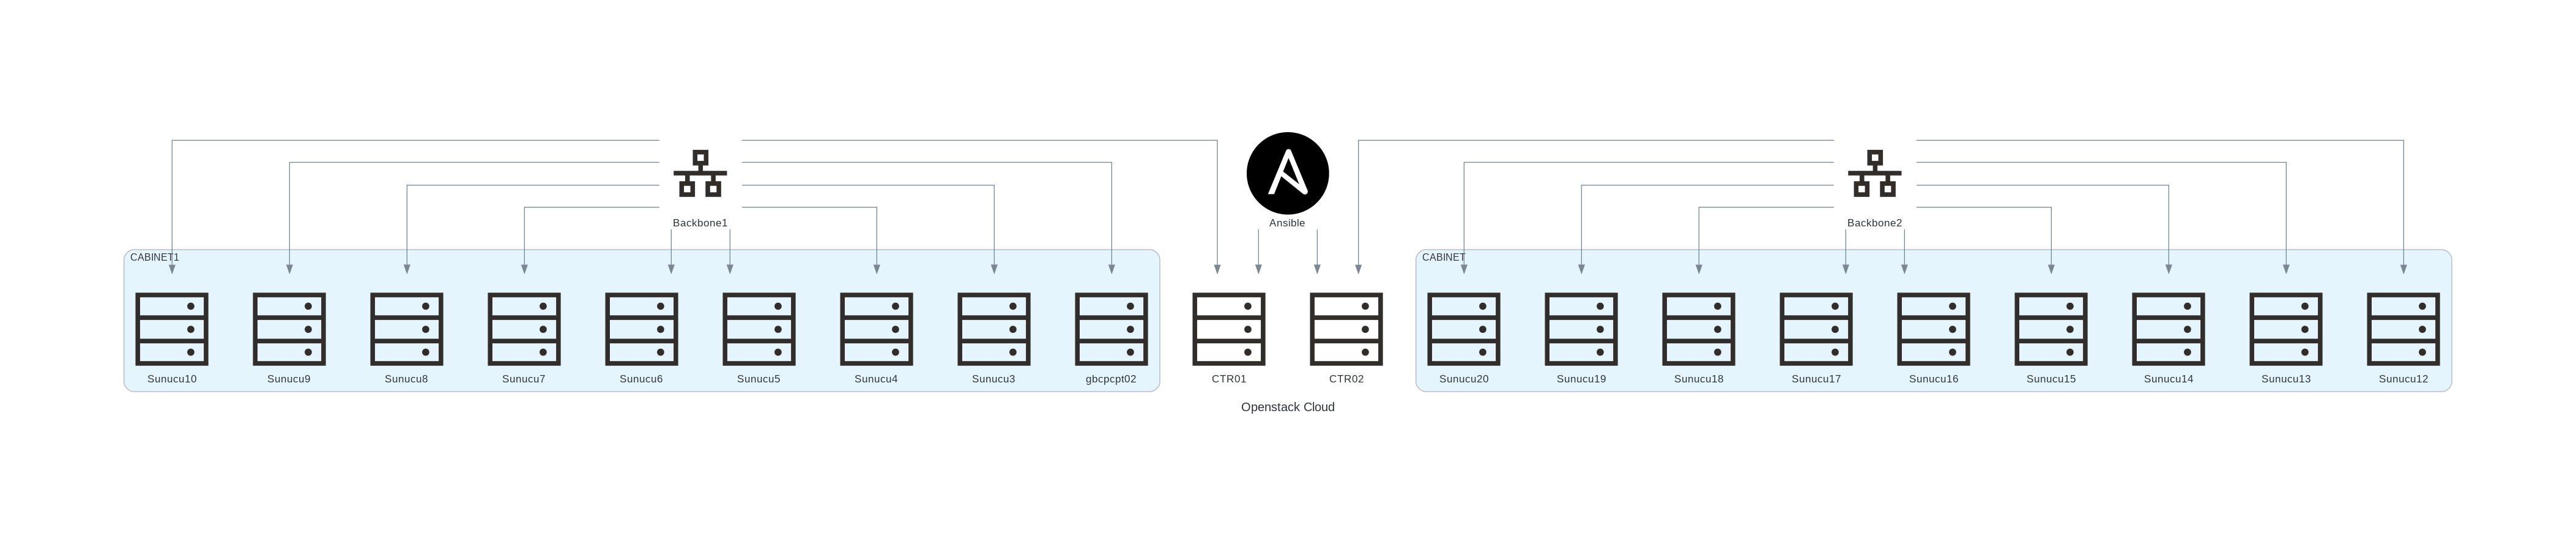 Backbone1
Ansible
Backbone2
CABINET1
CABINET
Sunucu10
Sunucu9
Sunucu8
Sunucu7
Sunucu6
Sunucu5
Sunucu4
Sunucu3
gbcpcpt02
CTR01
CTR02
Sunucu20
Sunucu19
Sunucu18
Sunucu17
Sunucu16
Sunucu15
Sunucu14
Sunucu13
Sunucu12
Openstack Cloud